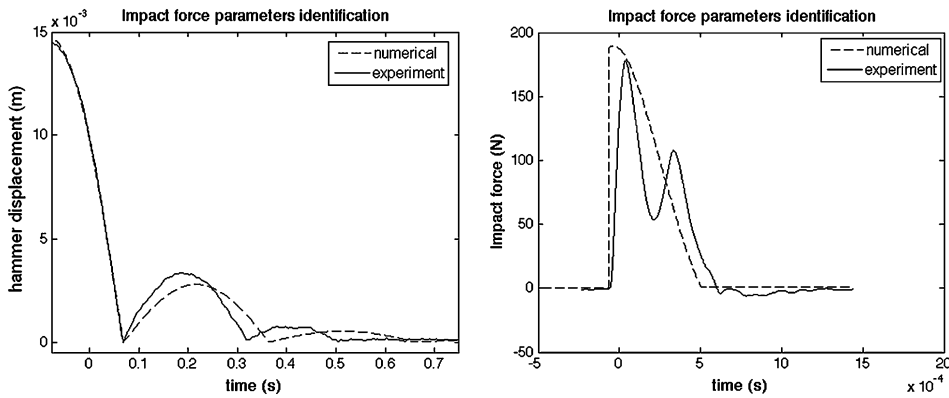 Impact force parameters identification
x 10⁻³
15
10
5
0
hammer displacement (m)
numerical
experiment
0 0.1 0.2 0.3 0.4 0.5 0.6 0.7
time (s)
Impact force parameters identification
200
150
100
50
0
-50
Impact force (N)
numerical
experiment
-5 0 5 10 15 20
x 10⁻⁴
time (s)